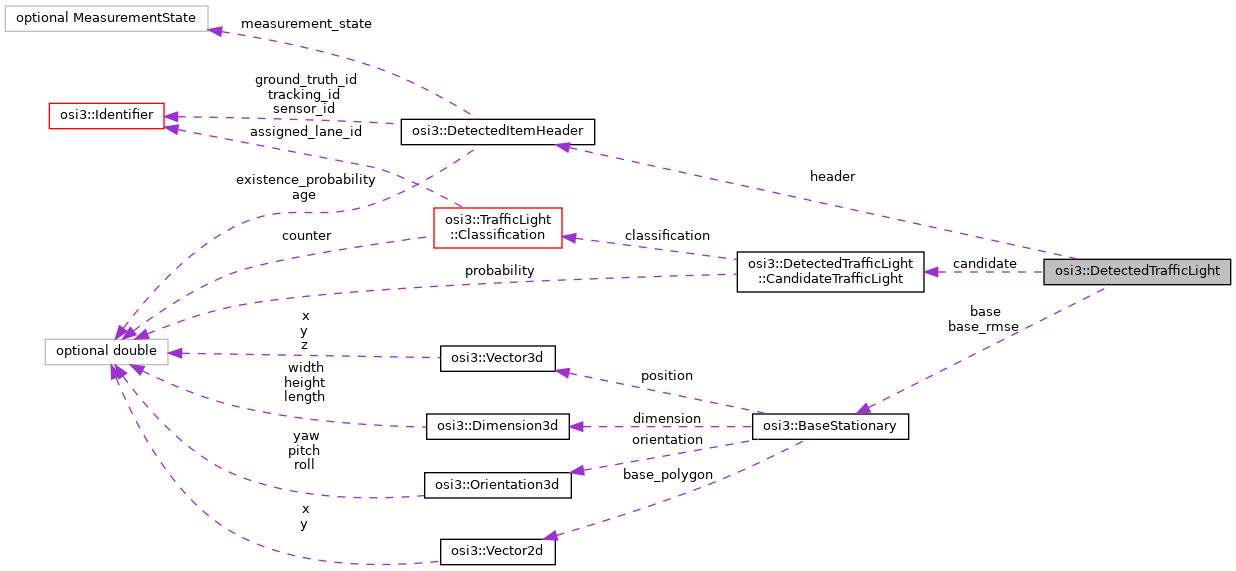 optional MeasurementState
measurement_state
ground_truth_id
tracking_id
sensor_id
osi3::Identifier
assigned_lane_id
osi3::DetectedItemHeader
header
existence_probability
age
osi3::TrafficLight
::Classification
counter
classification
probability
osi3::DetectedTrafficLight
::CandidateTrafficLight
candidate
osi3::DetectedTrafficLight
base
base_rmse
x
y
z
optional double
osi3::Vector3d
position
width
height
length
osi3::Dimension3d
dimension
osi3::BaseStationary
orientation
yaw
pitch
roll
osi3::Orientation3d
base_polygon
x
y
osi3::Vector2d